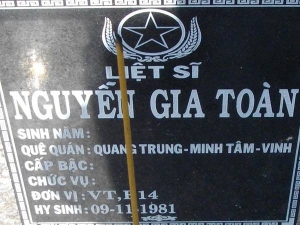 LIỆT SĨ
NGUYỄN GIA TOÀN
SINH NĂM:
QUÊ QUÁN: QUANG TRUNG-MINH TÂM-VINH
CẤP BẬC:
CHỨC VỤ:
ĐƠN VỊ: VT,E14
HY SINH: 09-11-1981